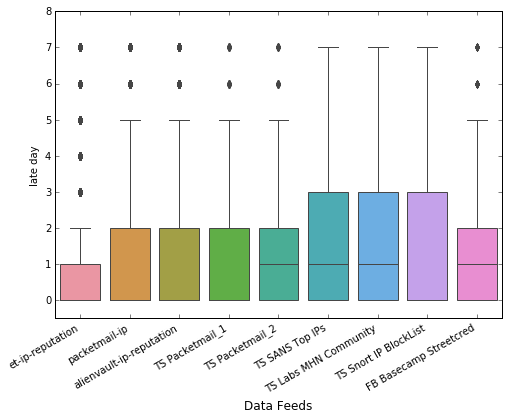 8
7
6
5
4
3
2
1
0
late day
et-ip-reputation
packetmail-ip
alienvault-ip-reputation
TS Packetmail_1
TS Packetmail_2
TS SANS Top IPs
TS Labs MHN Community
TS Snort IP BlockList
FB Basecamp Streetcred
Data Feeds